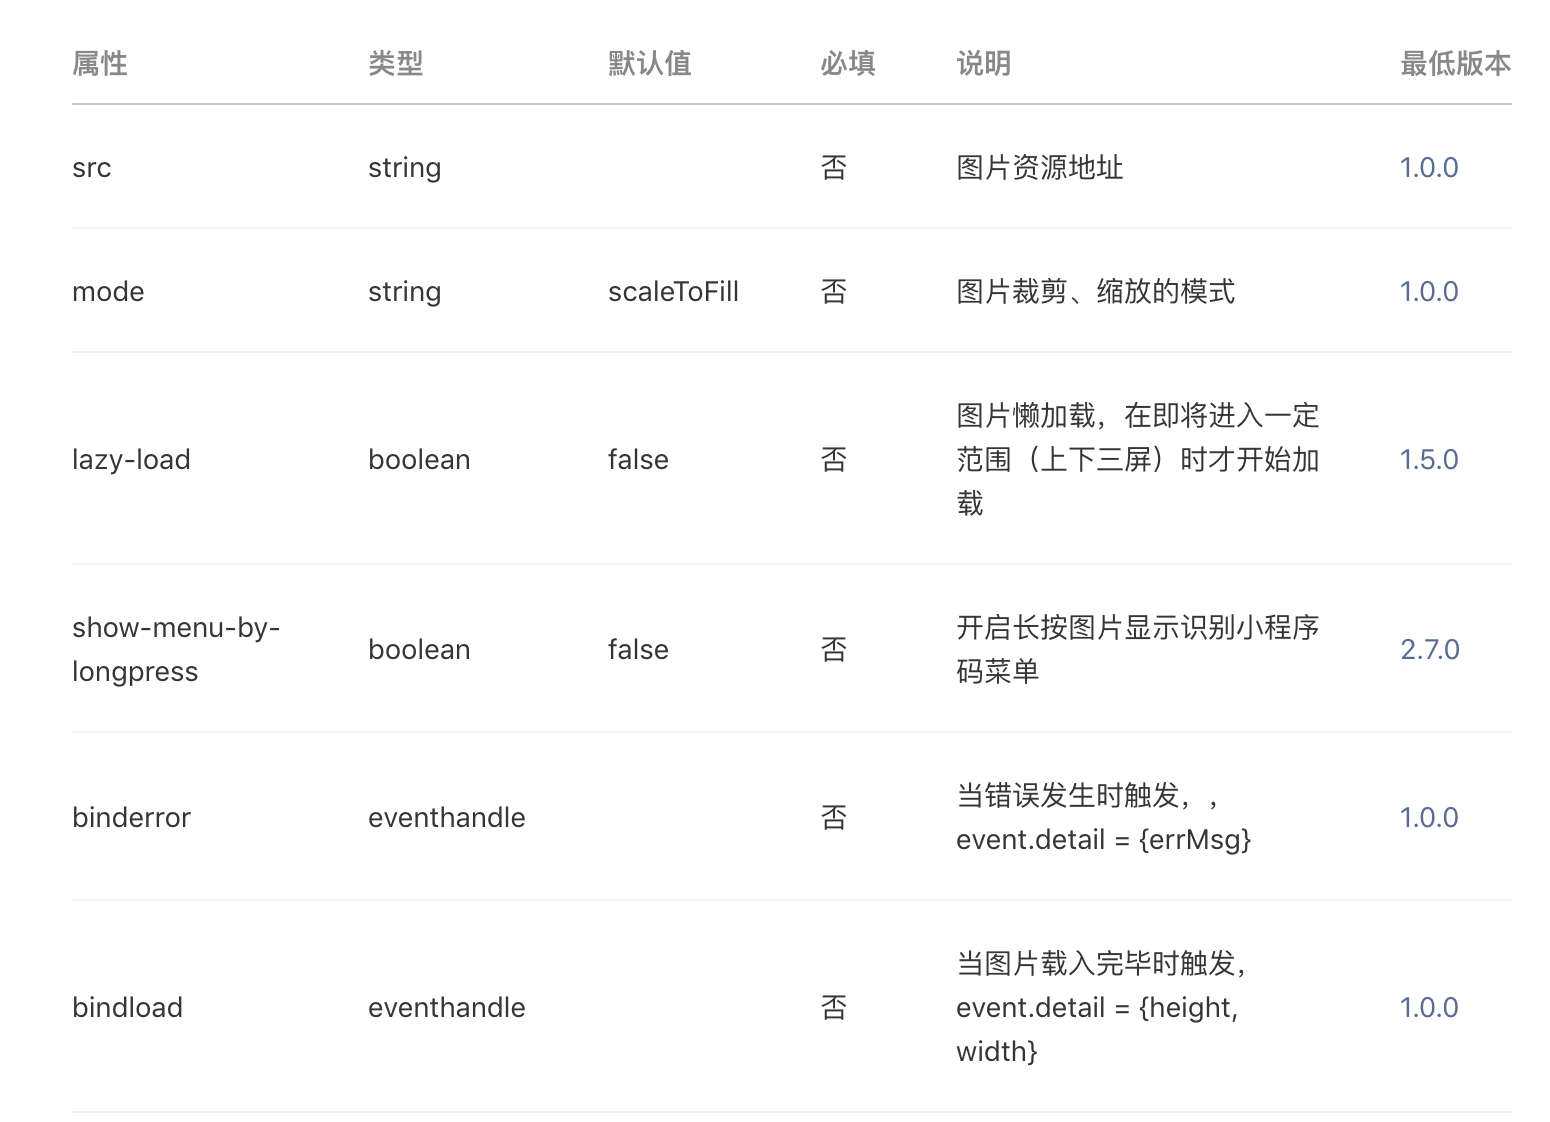 属性 类型 默认值 必填 说明 最低版本
src string 否 图片资源地址 1.0.0
mode string scaleToFill 否 图片裁剪、缩放的模式 1.0.0
图片懒加载，在即将进入一定
lazy-load boolean false 否 范围（上下三屏）时才开始加 1.5.0
载
show-menu-by-
longpress boolean false 否 开启长按图片显示识别小程序
码菜单 2.7.0
当错误发生时触发，,
binderror eventhandle 否 event.detail = {errMsg} 1.0.0
当图片载入完毕时触发，
bindload eventhandle 否 event.detail = {height, 1.0.0
width}